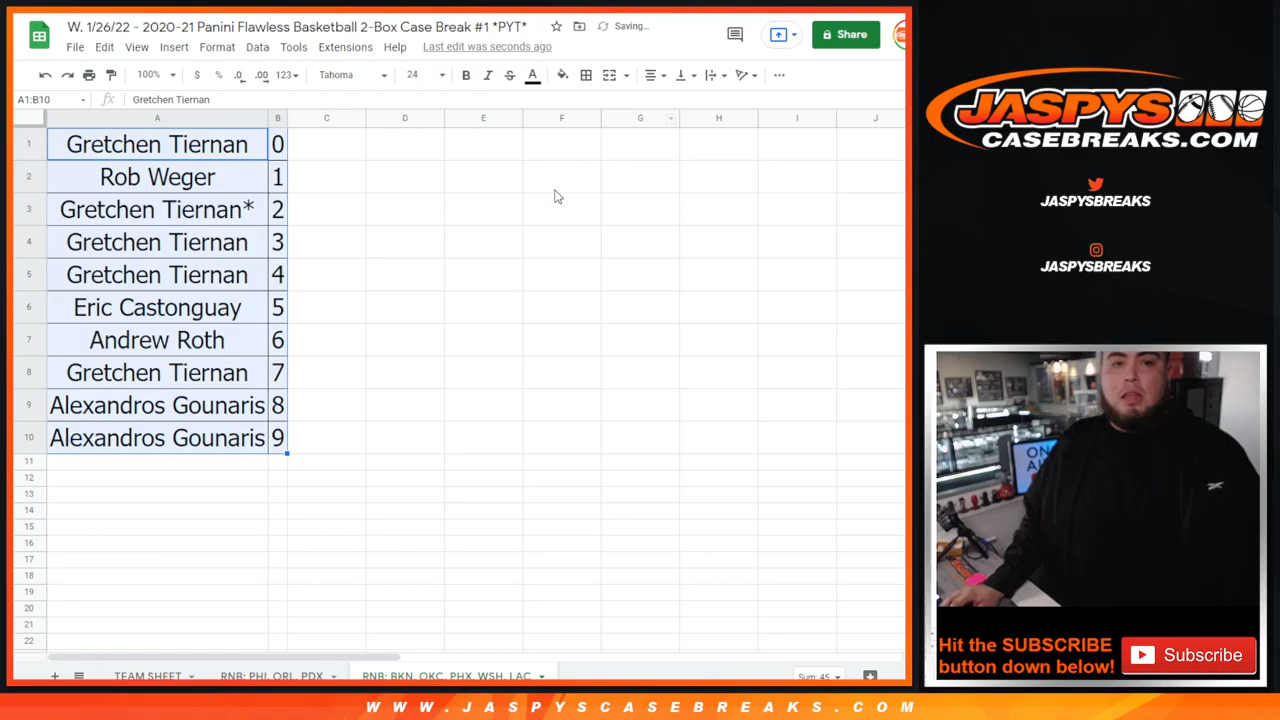 W. 1/26/22 - 2020-21 Panini Flawless Basketball 2-Box Case Break #1 *PYT*
Saving...
File Edit View Insert Format Data Tools Extensions Help Last edit was seconds ago
Share
100% $ % .0 .00 123 Tahoma 24 B I S A
A1:B10 fx Gretchen Tiernan
A B C D E F G H I J
1 Gretchen Tiernan 0
2 Rob Weger 1
3 Gretchen Tiernan* 2
4 Gretchen Tiernan 3
5 Gretchen Tiernan 4
6 Eric Castonguay 5
7 Andrew Roth 6
8 Gretchen Tiernan 7
9 Alexandros Gounaris 8
10 Alexandros Gounaris 9
11
12
13
14
15
16
17
18
19
20
21
22
TEAM SHEET RNB: PHI, ORL, PDX RNB: BKN, OKC, PHX, WSH, LAC Sum: 45
JASPYS
CASEBREAKS.COM
JASPYSBREAKS
JASPYSBREAKS
ON
Hit the SUBSCRIBE
button down below!
Subscribe
WWW.JASPYSCASEBREAKS.COM